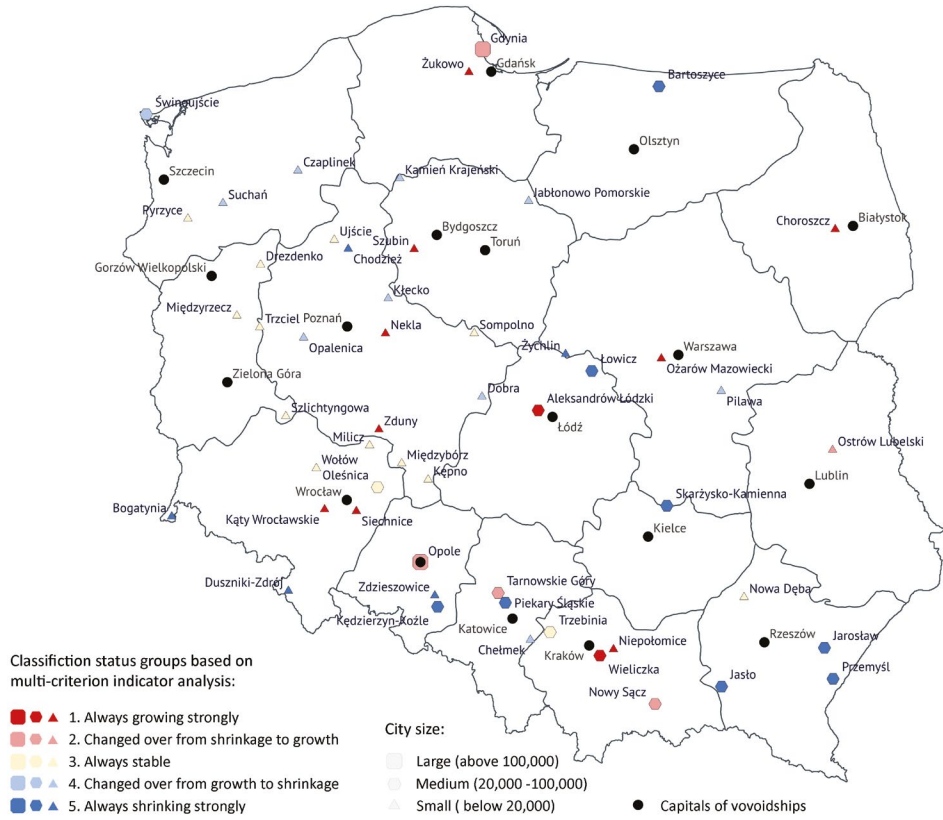 Gdynia
Żukowo
Gdańsk
Bartoszyce
Świnoujście
Olsztyn
Szczecin
Czaplinek
Kamień Krajeński
Suchań
Jabłonowo Pomorskie
Pyrzyce
Choroszcz
Białystok
Ujście
Bydgoszcz
Szubin
Toruń
Drezdenko
Chodzież
Gorzów Wielkopolski
Kłecko
Międzyrzecz
Trzciel
Poznań
Nekla
Sompolno
Opalenica
Żychlin
Łowicz
Warszawa
Ożarów Mazowiecki
Zielona Góra
Dobra
Aleksandrów Łódzki
Pilawa
Szlichtyngowa
Zduny
Łódź
Milicz
Ostrów Lubelski
Wołów
Międzybórz
Oleśnica
Kępno
Lublin
Wrocław
Skarżysko-Kamienna
Bogatynia
Kąty Wrocławskie
Siechnice
Kielce
Opole
Duszniki-Zdrój
Zdzieszowice
Tarnowskie Góry
Nowa Dęba
Piekary Śląskie
Kędzierzyn-Koźle
Trzebinia
Katowice
Niepołomice
Rzeszów
Jarosław
Chełmek
Kraków
Wieliczka
Przemyśl
Jasło
Nowy Sącz
Classifiction status groups based on
multi-criterion indicator analysis:
1. Always growing strongly
2. Changed over from shrinkage to growth
3. Always stable
4. Changed over from growth to shrinkage
5. Always shrinking strongly
City size:
Large (above 100,000)
Medium (20,000 -100,000)
Small ( below 20,000)
Capitals of vovoidships